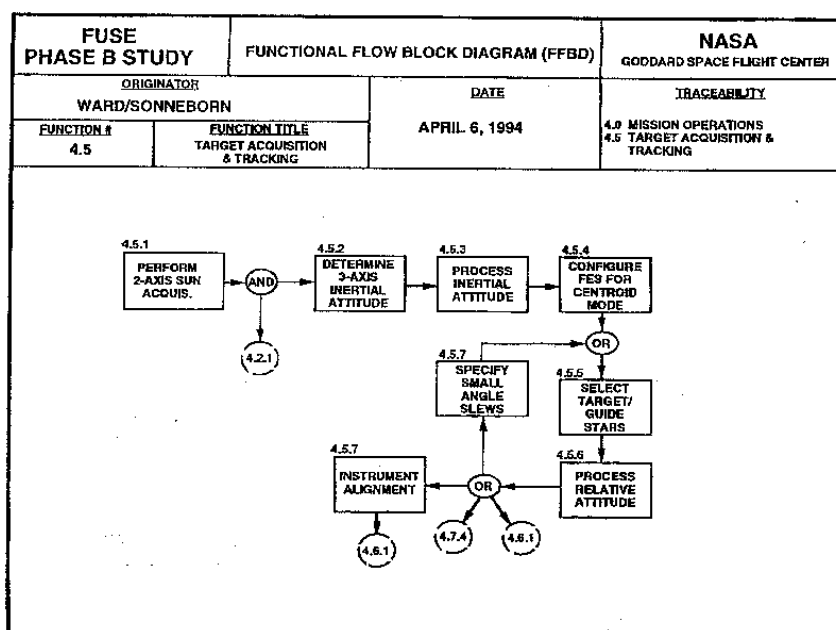 FUSE
PHASE B STUDY
FUNCTIONAL FLOW BLOCK DIAGRAM (FFBD)
NASA
GODDARD SPACE FLIGHT CENTER
ORIGINATOR
WARD/SONNEBORN
DATE
APRIL 6, 1994
TRACEABILITY
4.0 MISSION OPERATIONS
4.5 TARGET ACQUISITION &
TRACKING
FUNCTION #
4.5
FUNCTION TITLE
TARGET ACQUISITION
& TRACKING
4.5.1
PERFORM
2-AXIS SUN
ACQUIS.
AND
4.2.1
4.5.2
DETERMINE
3-AXIS
INERTIAL
ATTITUDE
4.5.3
PROCESS
INERTIAL
ATTITUDE
4.5.4
CONFIGURE
FES FOR
CENTROID
MODE
OR
4.5.5
SELECT
TARGET/
GUIDE
STARS
4.5.6
PROCESS
RELATIVE
ATTITUDE
OR
4.5.7
SPECIFY
SMALL
ANGLE
SLEWS
4.5.7
INSTRUMENT
ALIGNMENT
4.6.1
4.7.4
4.6.1